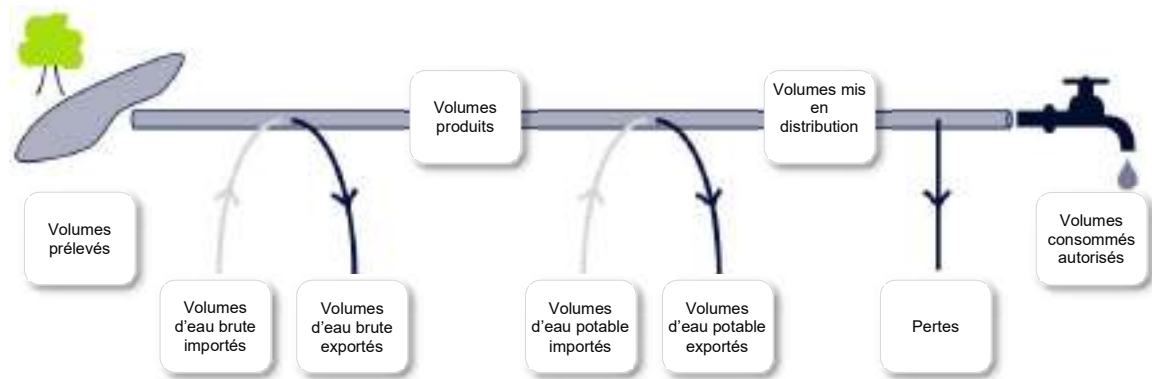 Volumes
prélevés
Volumes
d'eau brute
importés
Volumes
d'eau brute
exportés
Volumes
produits
Volumes
d'eau potable
importés
Volumes
d'eau potable
exportés
Volumes mis
en
distribution
Pertes
Volumes
consommés
autorisés